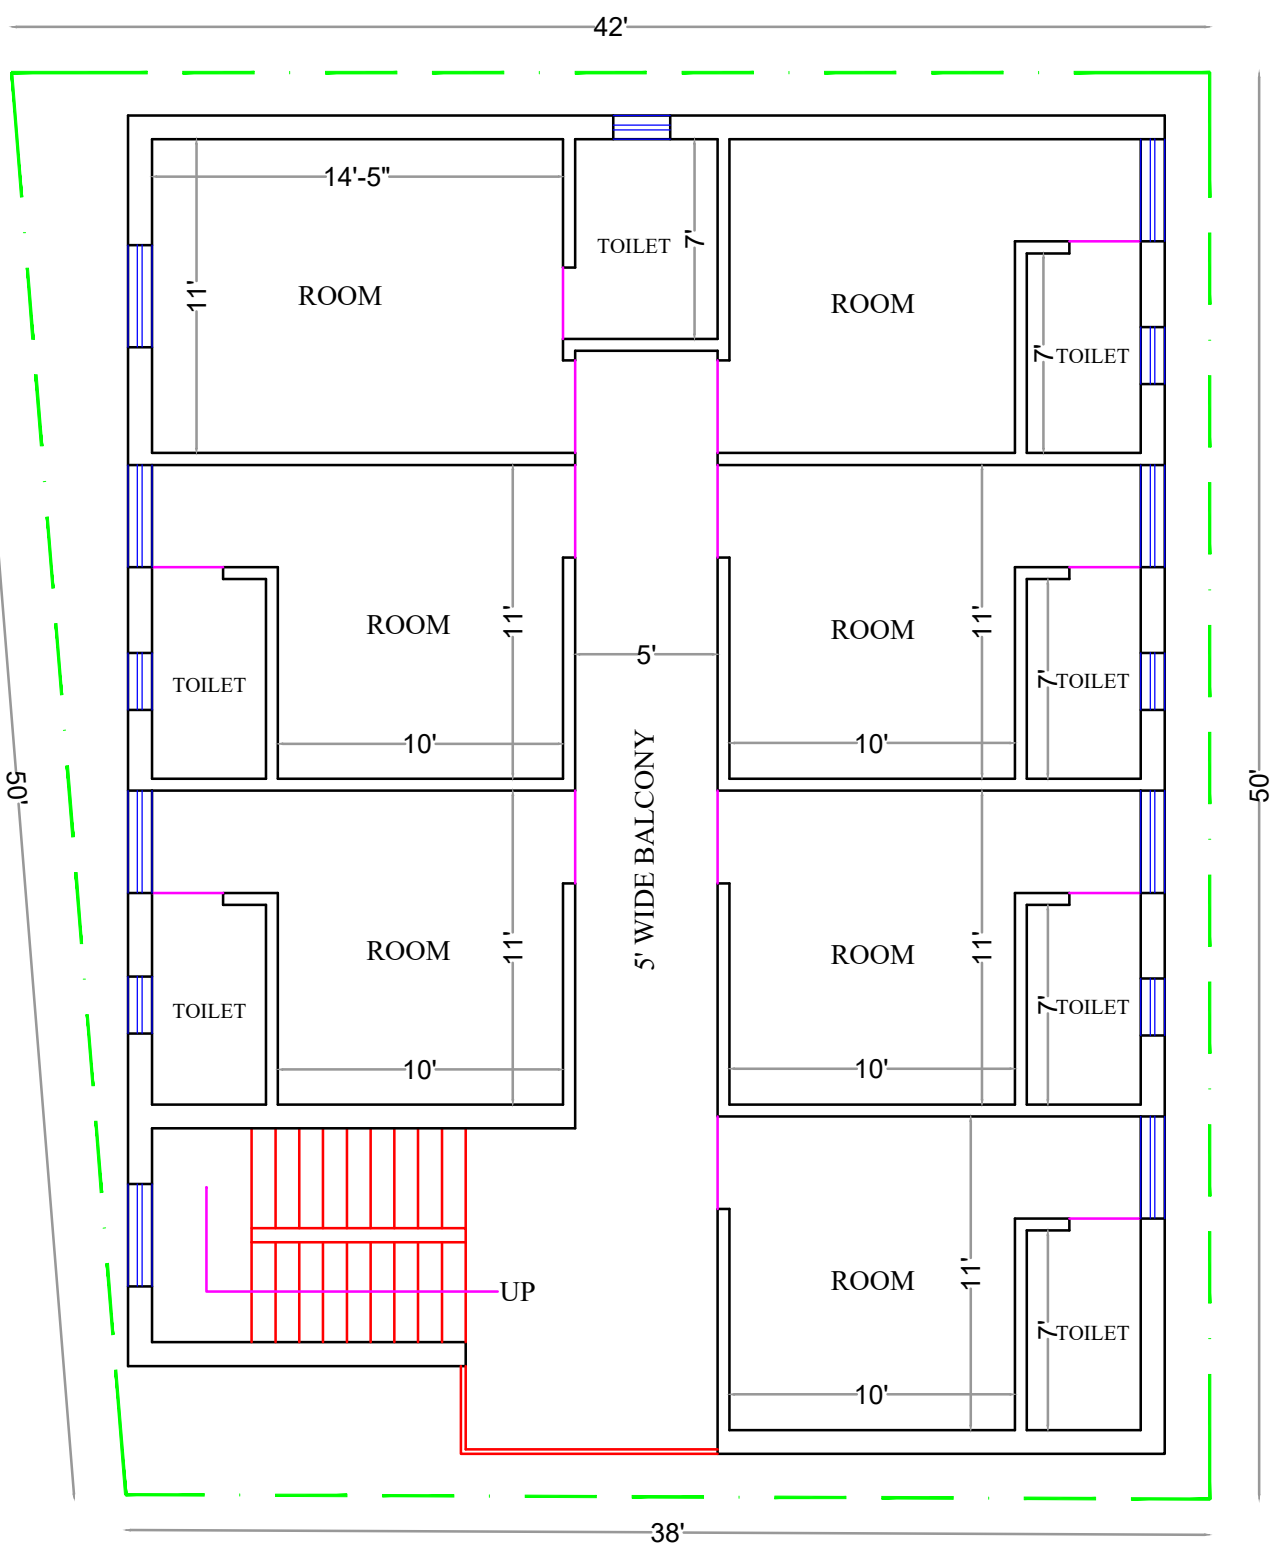 42'
14'-5"
TOILET
7'
11'
ROOM
ROOM
7'
TOILET
ROOM
11'
ROOM
11'
5'
TOILET
7'
TOILET
10'
10'
50'
50'
5' WIDE BALCONY
ROOM
11'
ROOM
11'
TOILET
7'
TOILET
10'
10'
ROOM
11'
UP
7'
TOILET
10'
38'